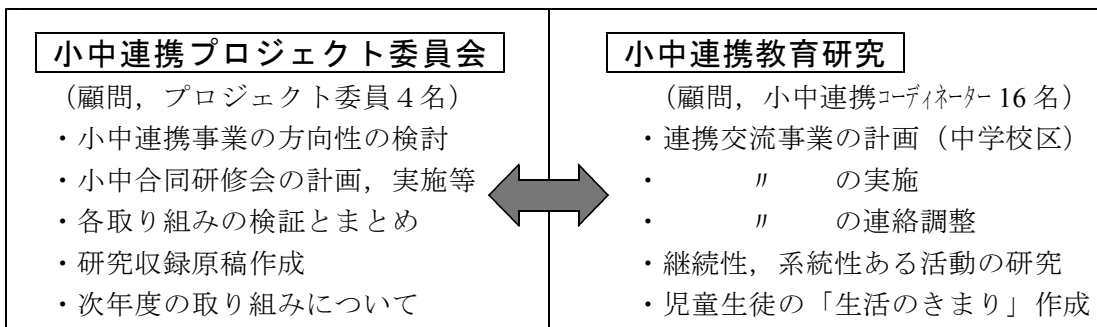 小中連携プロジェクト委員会
(顧問，プロジェクト委員４名)
・小中連携事業の方向性の検討
・小中合同研修会の計画，実施等
・各取り組みの検証とまとめ
・研究収録原稿作成
・次年度の取り組みについて
小中連携教育研究
(顧問，小中連携ｺｰﾃﾞｨﾈｰﾀｰ 16 名)
・連携交流事業の計画（中学校区）
・　　〃　　の実施
・　　〃　　の連絡調整
・継続性，系統性ある活動の研究
・児童生徒の「生活のきまり」作成